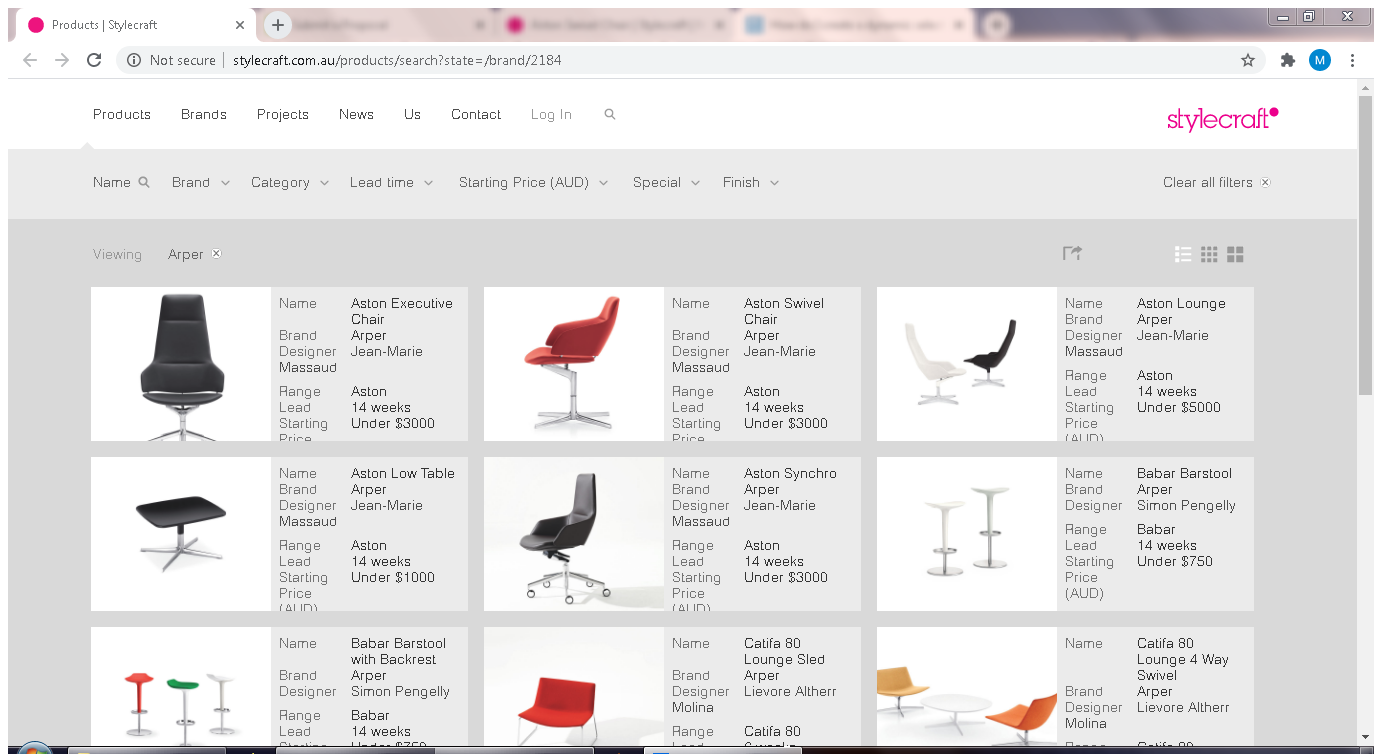 Products | Stylecraft
Not secure | stylecraft.com.au/products/search?state=/brand/2184
M
Products Brands Projects News Us Contact Log In
stylecraft
Name Brand Category Lead time Starting Price (AUD) Special Finish Clear all filters
Viewing Arper
Name Aston Executive
Chair
Brand Arper
Designer Jean-Marie
Massaud
Range Aston
Lead 14 weeks
Starting Under $3000
Price
Name Aston Swivel
Chair
Brand Arper
Designer Jean-Marie
Massaud
Range Aston
Lead 14 weeks
Starting Under $3000
Price
Name Aston Lounge
Brand Arper
Designer Jean-Marie
Massaud
Range Aston
Lead 14 weeks
Starting Under $5000
Price
(AUD)
Name Aston Low Table
Brand Arper
Designer Jean-Marie
Massaud
Range Aston
Lead 14 weeks
Starting Under $1000
Price
(AUD)
Name Aston Synchro
Brand Arper
Designer Jean-Marie
Massaud
Range Aston
Lead 14 weeks
Starting Under $3000
Price
(AUD)
Name Babar Barstool
Brand Arper
Designer Simon Pengelly
Range Babar
Lead 14 weeks
Starting Under $750
Price
(AUD)
Name Babar Barstool
with Backrest
Brand Arper
Designer Simon Pengelly
Range Babar
Lead 14 weeks
Starting Under $750
Name Catifa 80
Lounge Sled
Brand Arper
Designer Lievore Altherr
Molina
Range Catifa 80
Lead 6 weeks
Name Catifa 80
Lounge 4 Way
Swivel
Brand Arper
Designer Lievore Altherr
Molina
Range Catifa 80